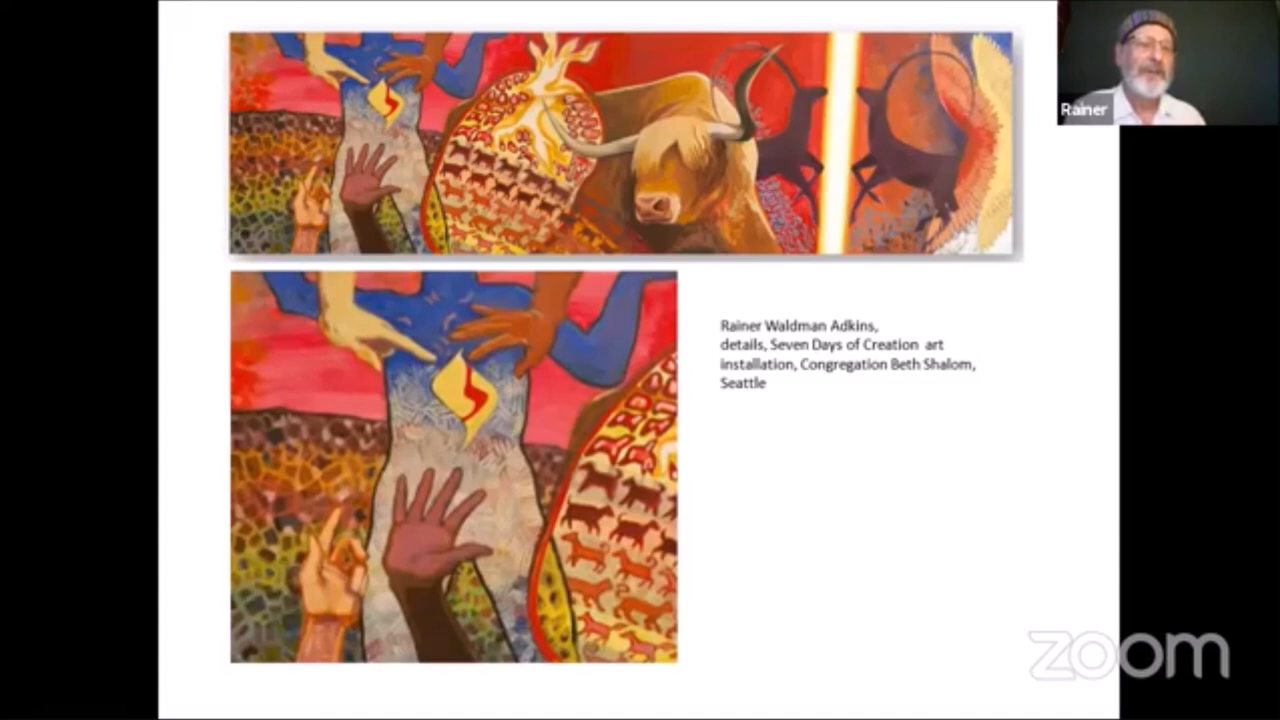 Rainer
Rainer Waldman Adkins,
details, Seven Days of Creation art
installation, Congregation Beth Shalom,
Seattle
zoom